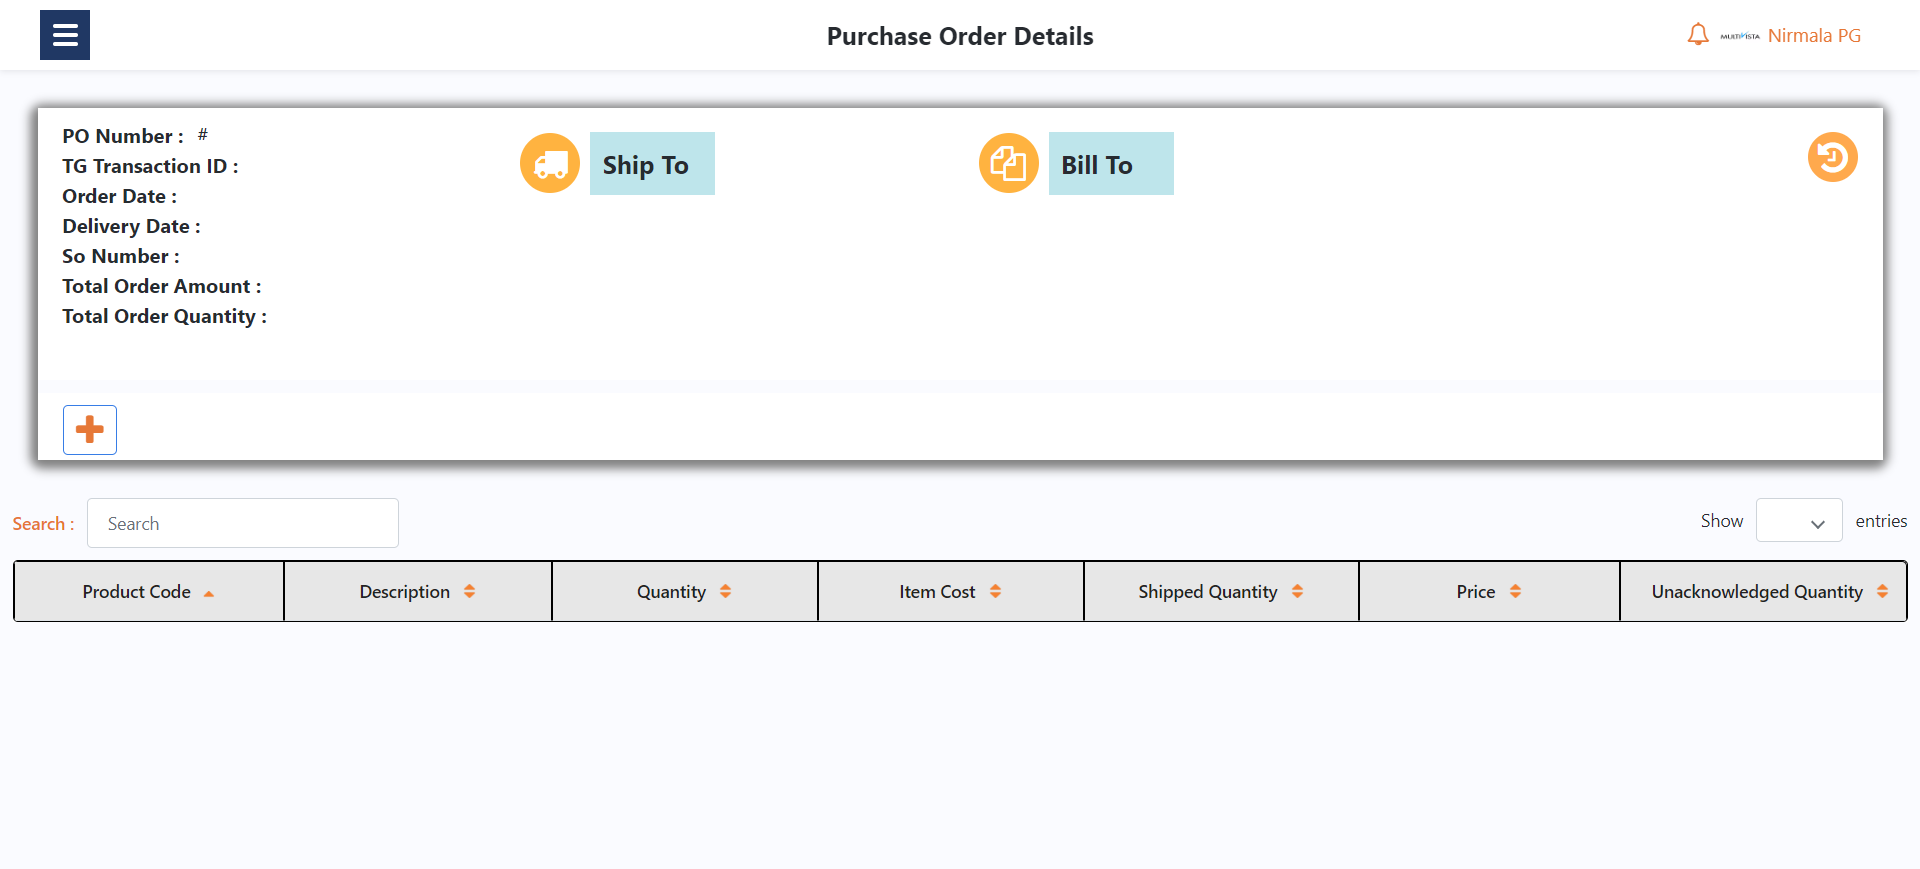 Purchase Order Details
MULTIVISTA Nirmala PG
PO Number : #
TG Transaction ID :
Order Date :
Delivery Date :
So Number :
Total Order Amount :
Total Order Quantity :
Ship To
Bill To
Search : Search
Show entries
Product Code Description Quantity Item Cost Shipped Quantity Price Unacknowledged Quantity